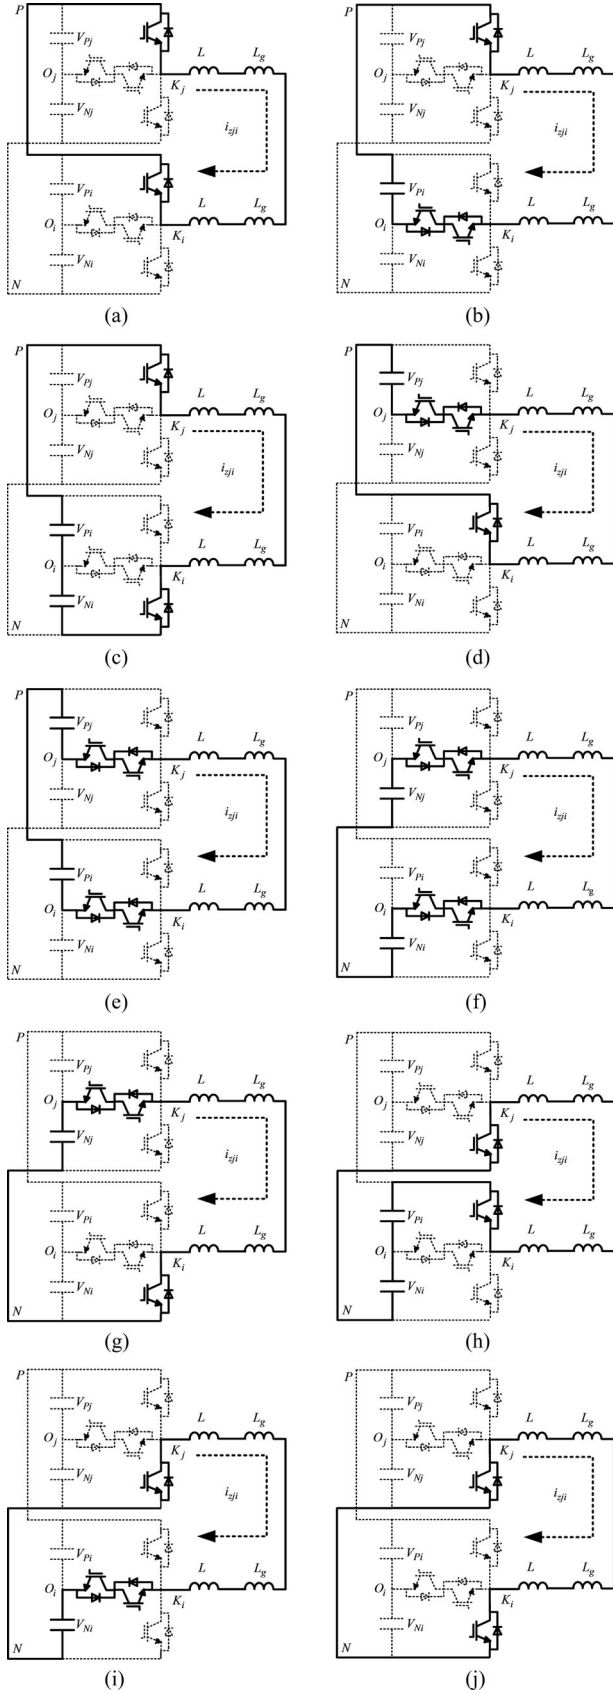 P
V_Pj L L_g
O_j K_j
V_Nj i_zji
V_Pi L L_g
O_i K_i
V_Ni
N
(a)
P
V_Pj L L_g
O_j K_j
V_Nj i_zji
V_Pi L L_g
O_i K_i
V_Ni
N
(b)
P
V_Pj L L_g
O_j K_j
V_Nj i_zji
V_Pi L L_g
O_i K_i
V_Ni
N
(c)
P
V_Pj L L_g
O_j K_j
V_Nj i_zji
V_Pi L L_g
O_i K_i
V_Ni
N
(d)
P
V_Pj L L_g
O_j K_j
V_Nj i_zji
V_Pi L L_g
O_i K_i
V_Ni
N
(e)
P
V_Pj L L_g
O_j K_j
V_Nj i_zji
V_Pi L L_g
O_i K_i
V_Ni
N
(f)
P
V_Pj L L_g
O_j K_j
V_Nj i_zji
V_Pi L L_g
O_i K_i
V_Ni
N
(g)
P
V_Pj L L_g
O_j K_j
V_Nj i_zji
V_Pi L L_g
O_i K_i
V_Ni
N
(h)
P
V_Pj L L_g
O_j K_j
V_Nj i_zji
V_Pi L L_g
O_i K_i
V_Ni
N
(i)
P
V_Pj L L_g
O_j K_j
V_Nj i_zji
V_Pi L L_g
O_i K_i
V_Ni
N
(j)